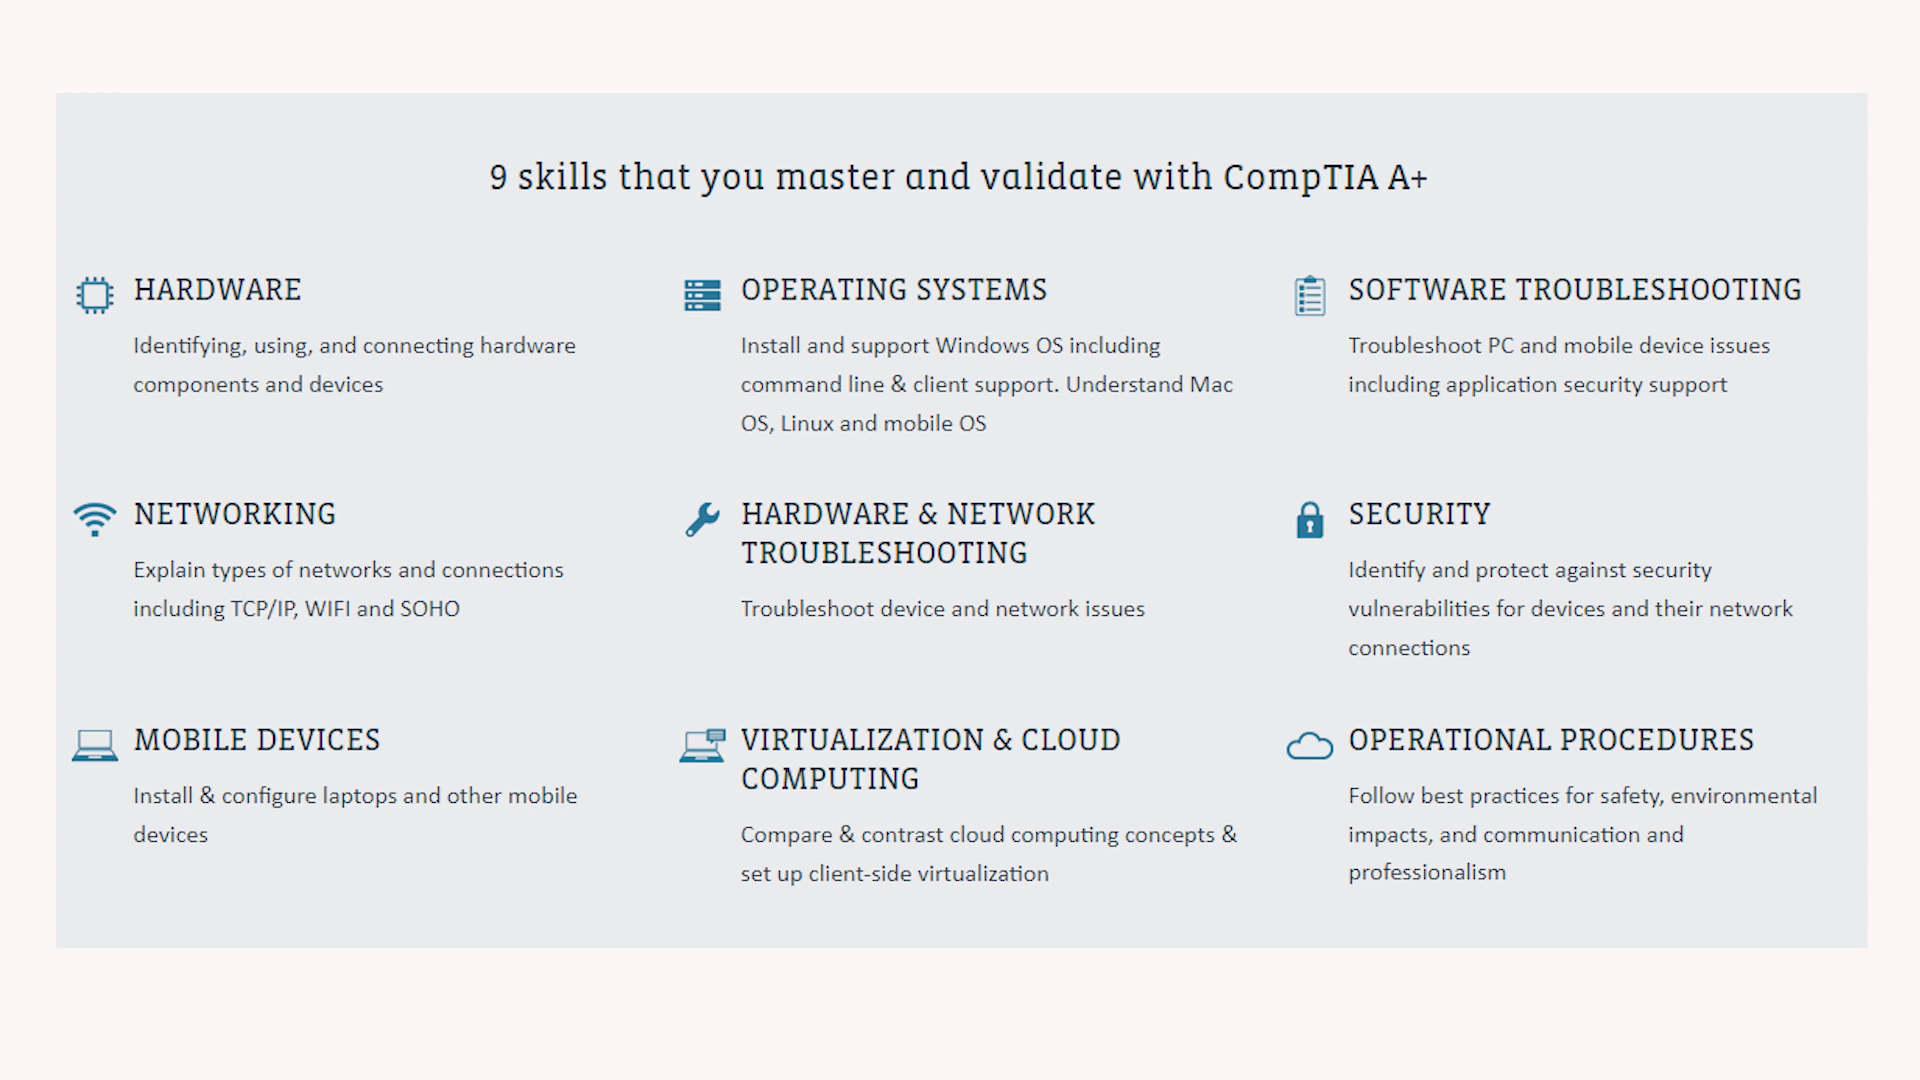 9 skills that you master and validate with CompTIA A+
HARDWARE
Identifying, using, and connecting hardware
components and devices
OPERATING SYSTEMS
Install and support Windows OS including
command line & client support. Understand Mac
OS, Linux and mobile OS
SOFTWARE TROUBLESHOOTING
Troubleshoot PC and mobile device issues
including application security support
NETWORKING
Explain types of networks and connections
including TCP/IP, WIFI and SOHO
HARDWARE & NETWORK
TROUBLESHOOTING
Troubleshoot device and network issues
SECURITY
Identify and protect against security
vulnerabilities for devices and their network
connections
MOBILE DEVICES
Install & configure laptops and other mobile
devices
VIRTUALIZATION & CLOUD
COMPUTING
Compare & contrast cloud computing concepts &
set up client-side virtualization
OPERATIONAL PROCEDURES
Follow best practices for safety, environmental
impacts, and communication and
professionalism